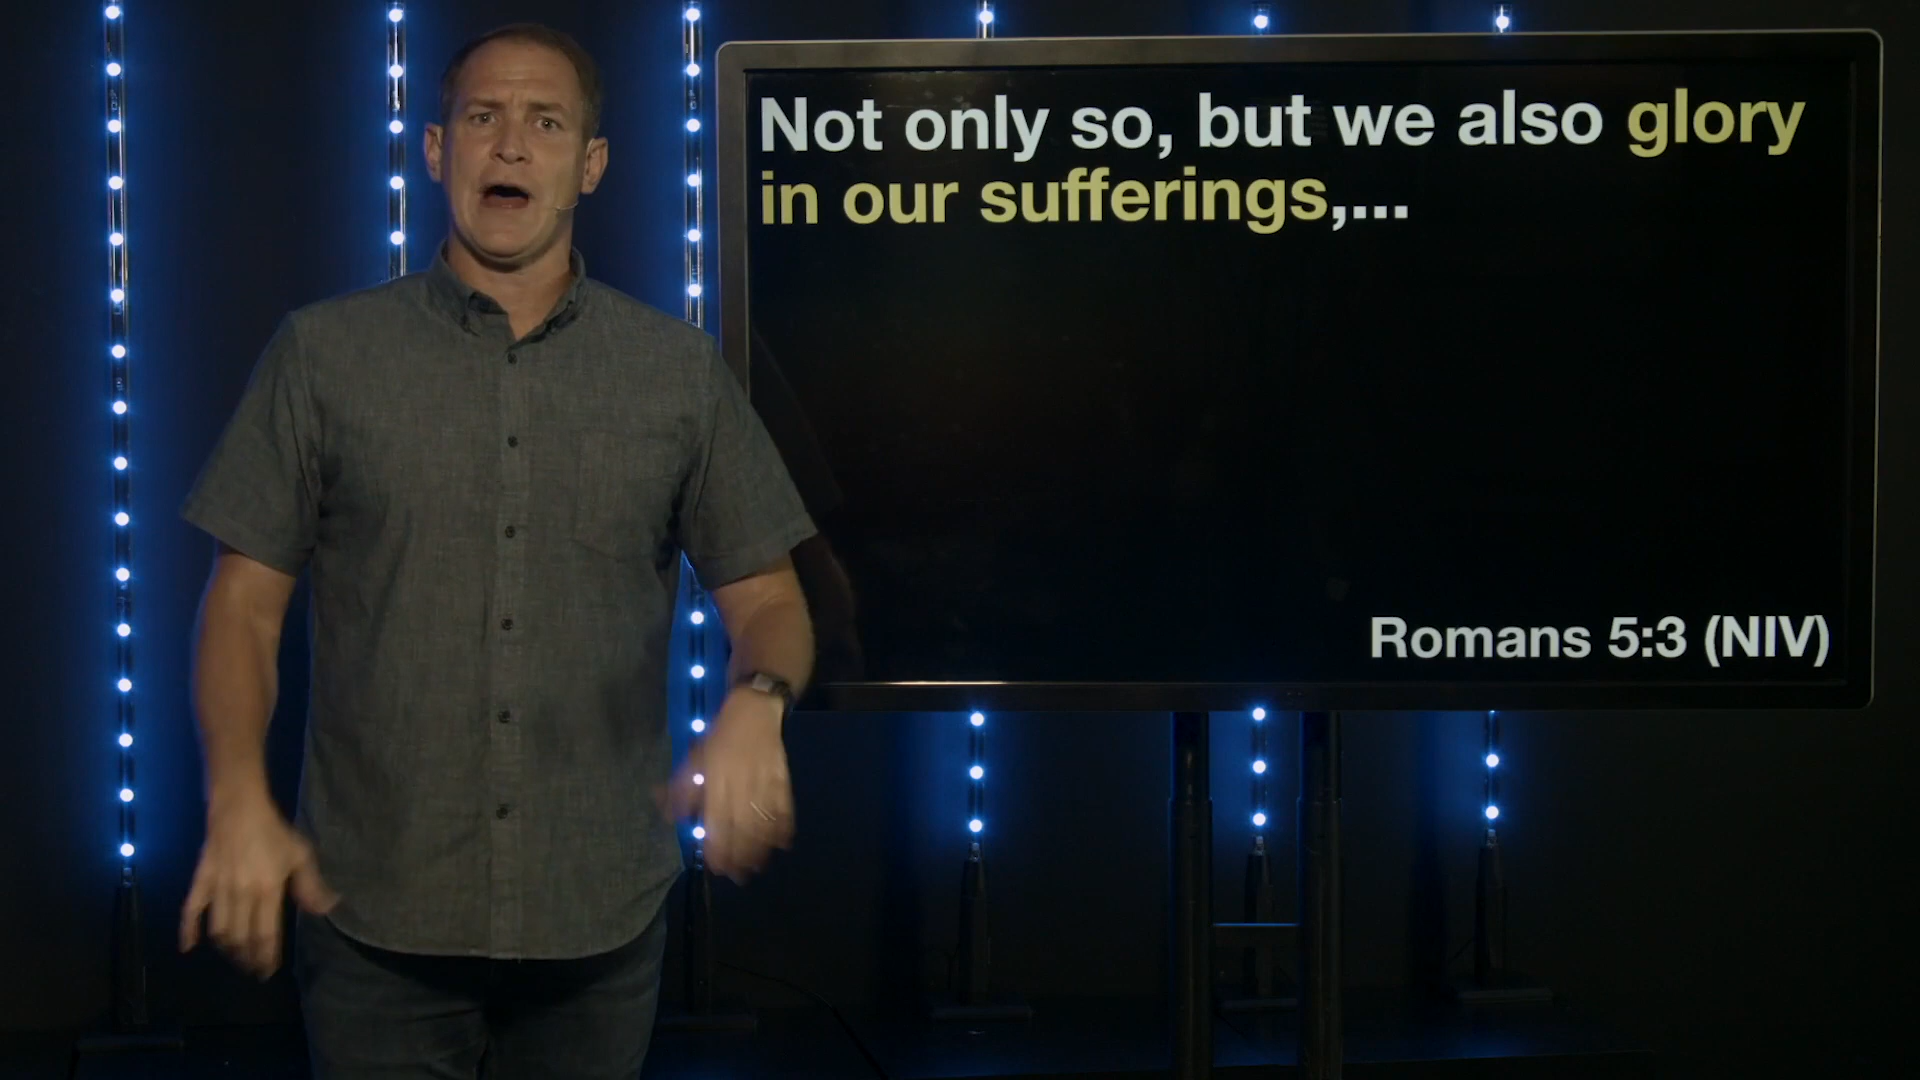 Not only so, but we also glory
in our sufferings,...
Romans 5:3 (NIV)